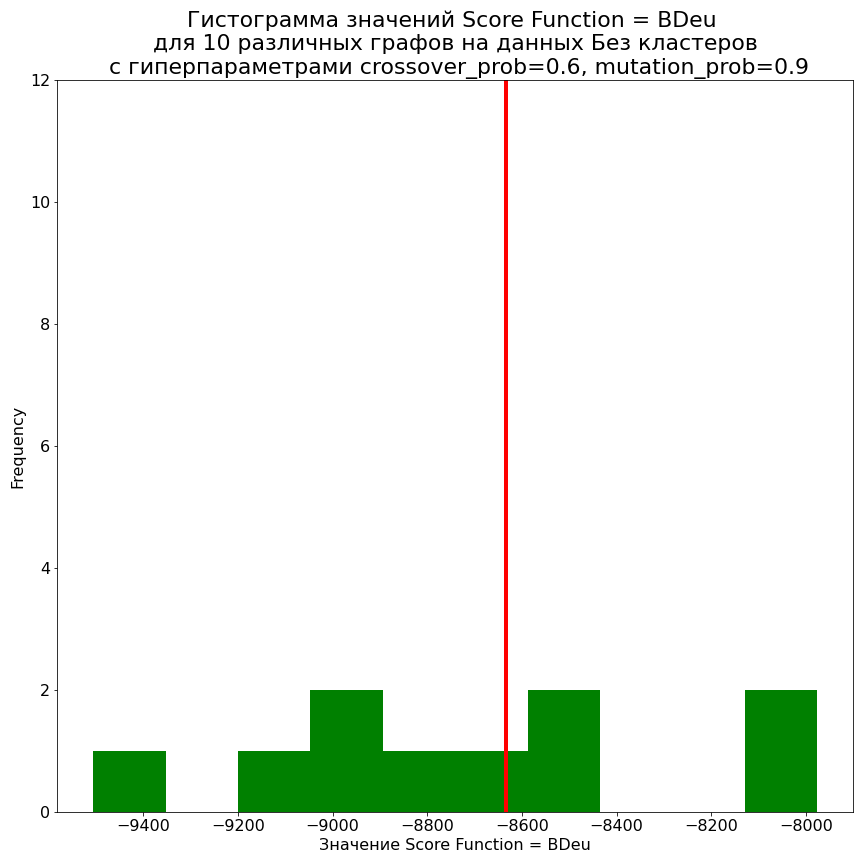 Гистограмма значений Score Function = BDeu
для 10 различных графов на данных Без кластеров
с гиперпараметрами crossover_prob=0.6, mutation_prob=0.9
12
10
8
6
4
2
0
Frequency
−9400 −9200 −9000 −8800 −8600 −8400 −8200 −8000
Значение Score Function = BDeu